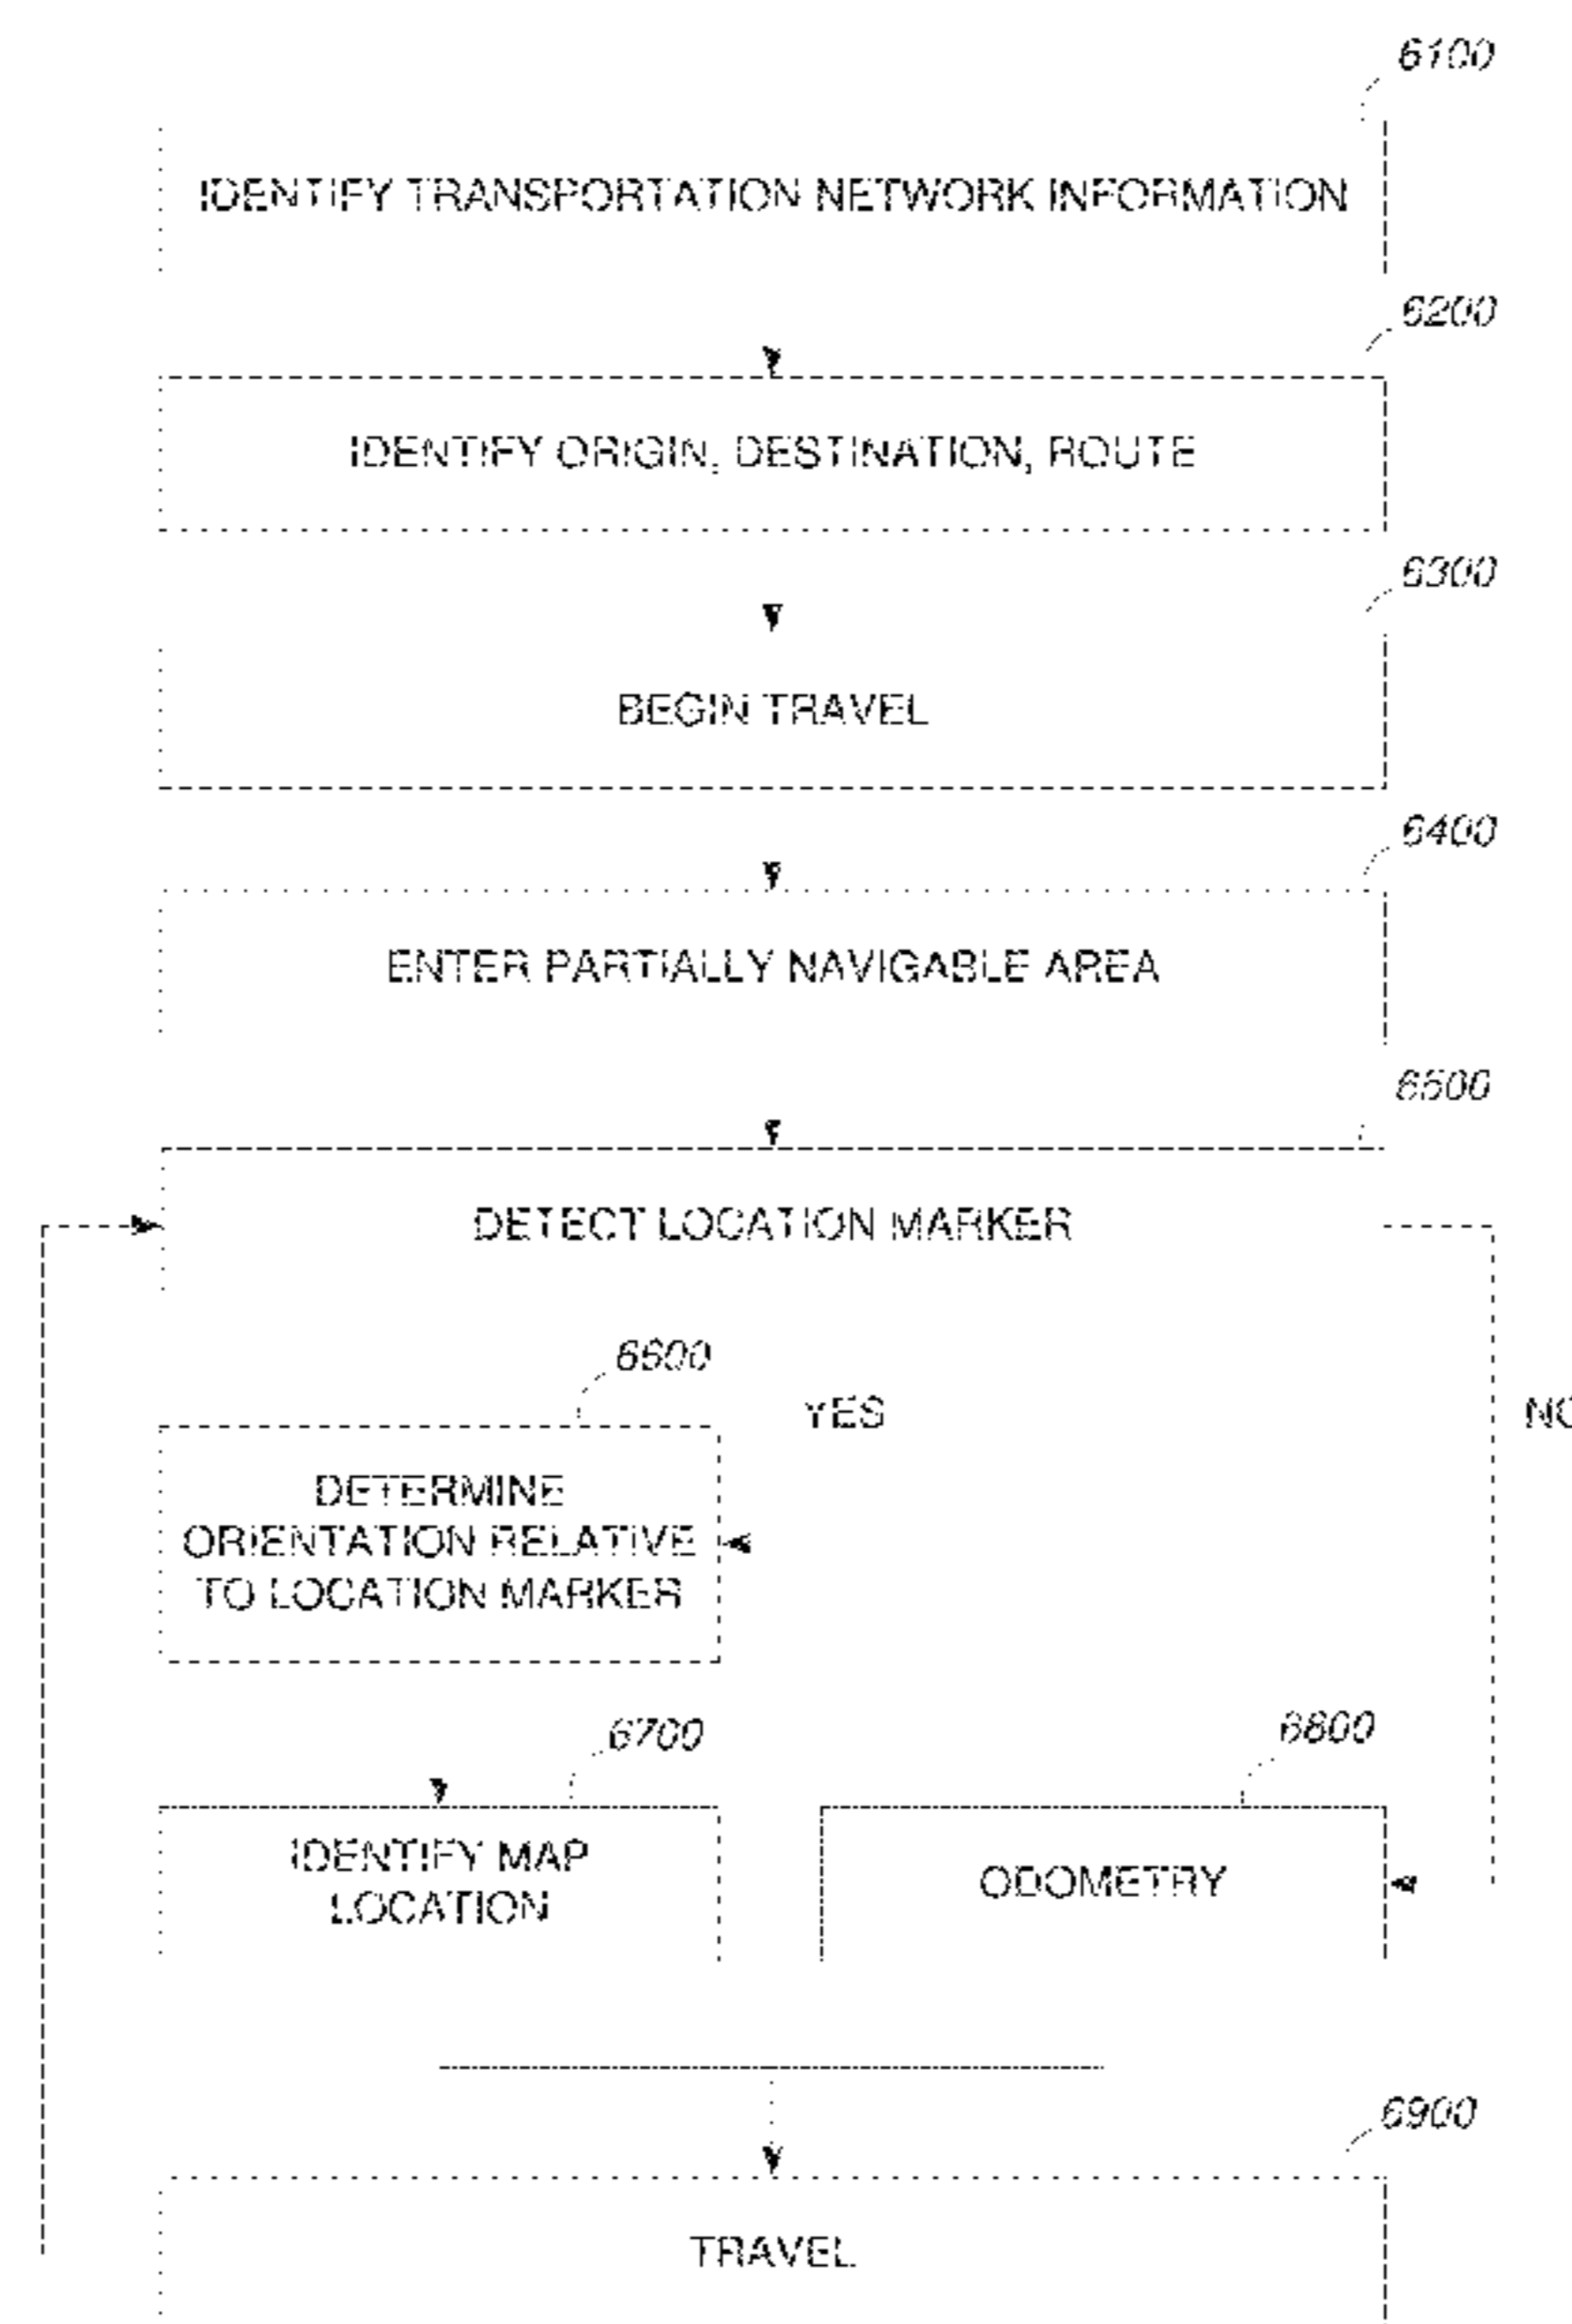 6100
IDENTIFY TRANSPORTATION NETWORK INFORMATION
6200
IDENTIFY ORIGIN, DESTINATION, ROUTE
6300
BEGIN TRAVEL
6400
ENTER PARTIALLY NAVIGABLE AREA
6500
DETECT LOCATION MARKER
6600
YES
NO
DETERMINE
ORIENTATION RELATIVE
TO LOCATION MARKER
6700
6800
IDENTIFY MAP
LOCATION
ODOMETRY
6900
TRAVEL